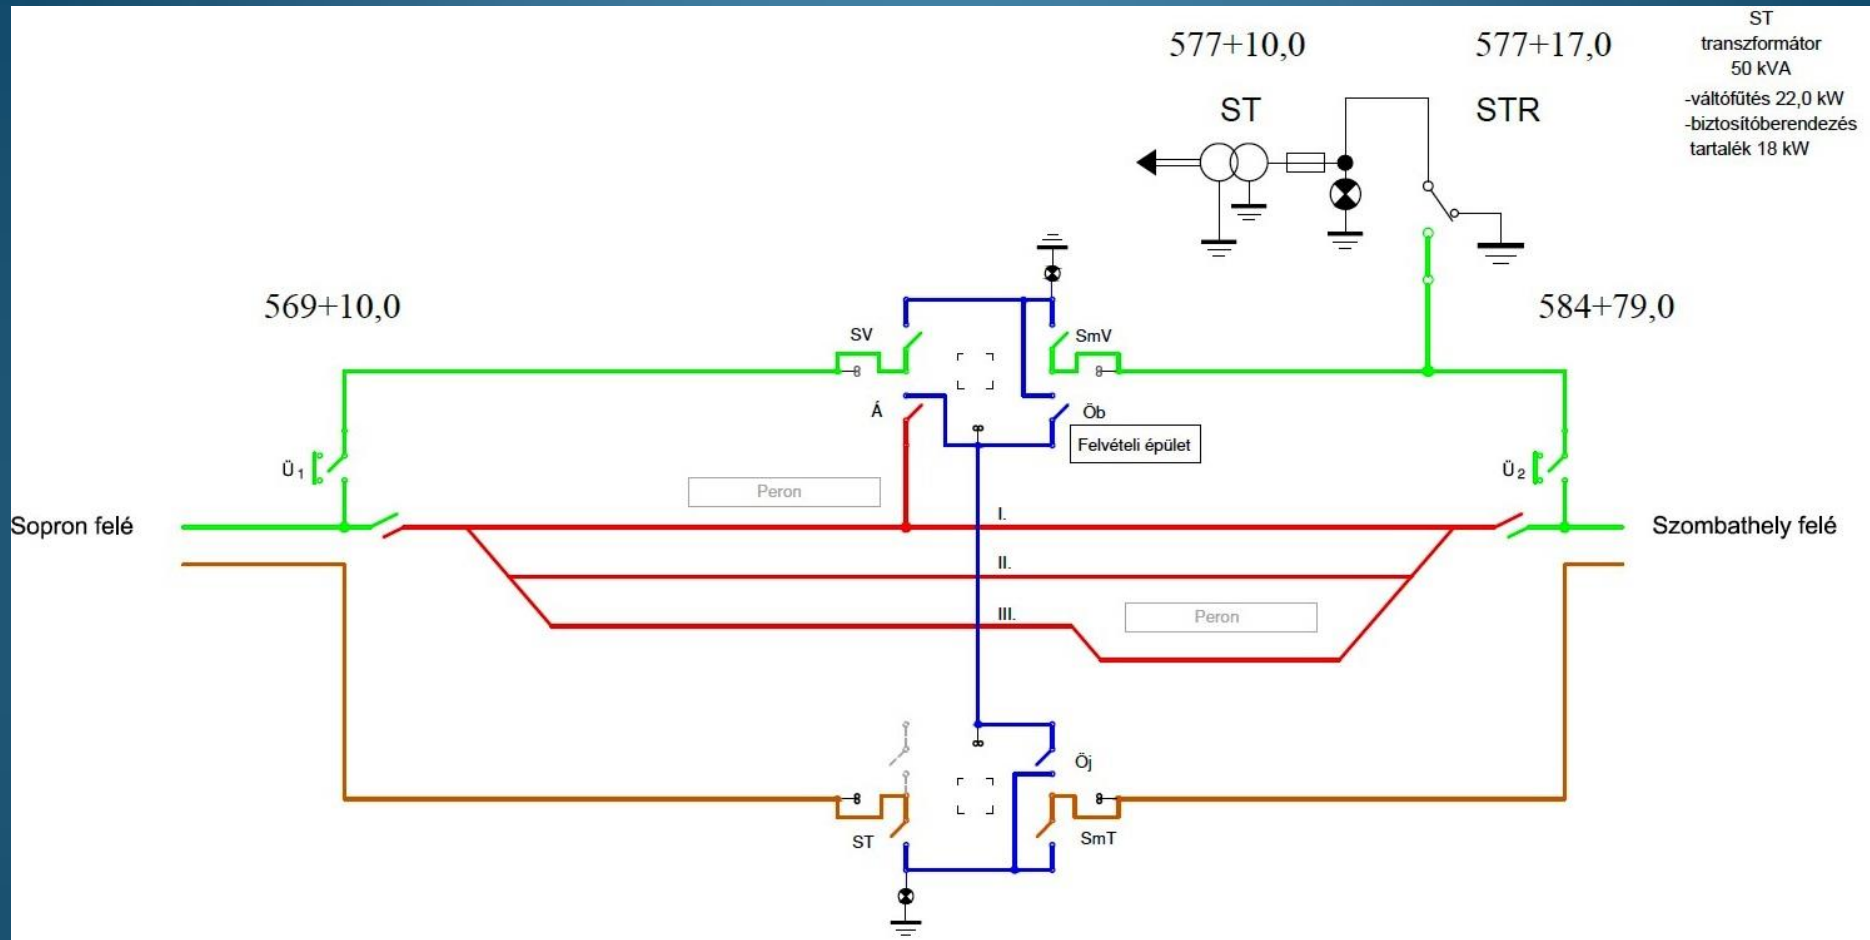 577+10,0
577+17,0
ST
transzformátor
50 kVA
-váltófűtés 22,0 kW
-biztosítóberendezés
tartalék 18 kW
ST
STR
569+10,0
584+79,0
SV
SmV
Á
Öb
Felvételi épület
Ü1
Ü2
Peron
Sopron felé
I.
Szombathely felé
II.
III.
Peron
Öj
ST
SmT